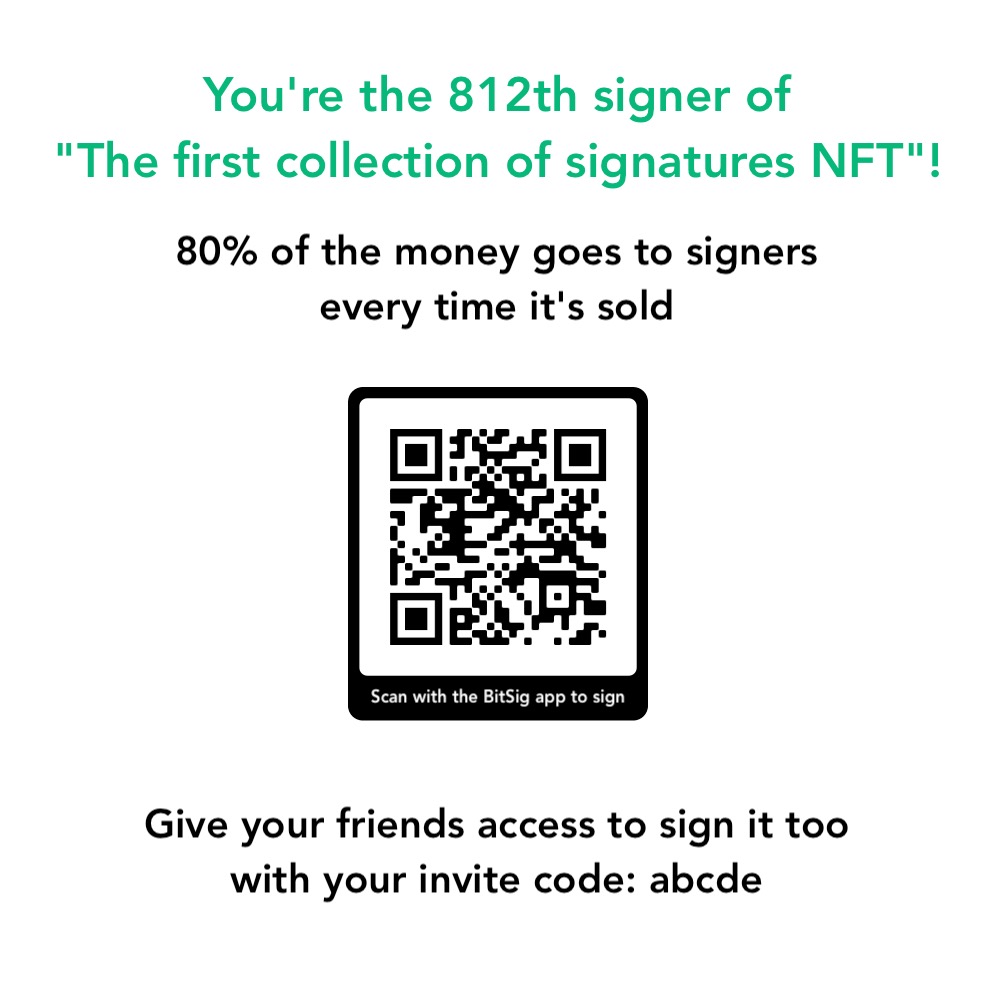 You're the 812th signer of
"The first collection of signatures NFT"!
80% of the money goes to signers
every time it's sold
Scan with the BitSig app to sign
Give your friends access to sign it too
with your invite code: abcde